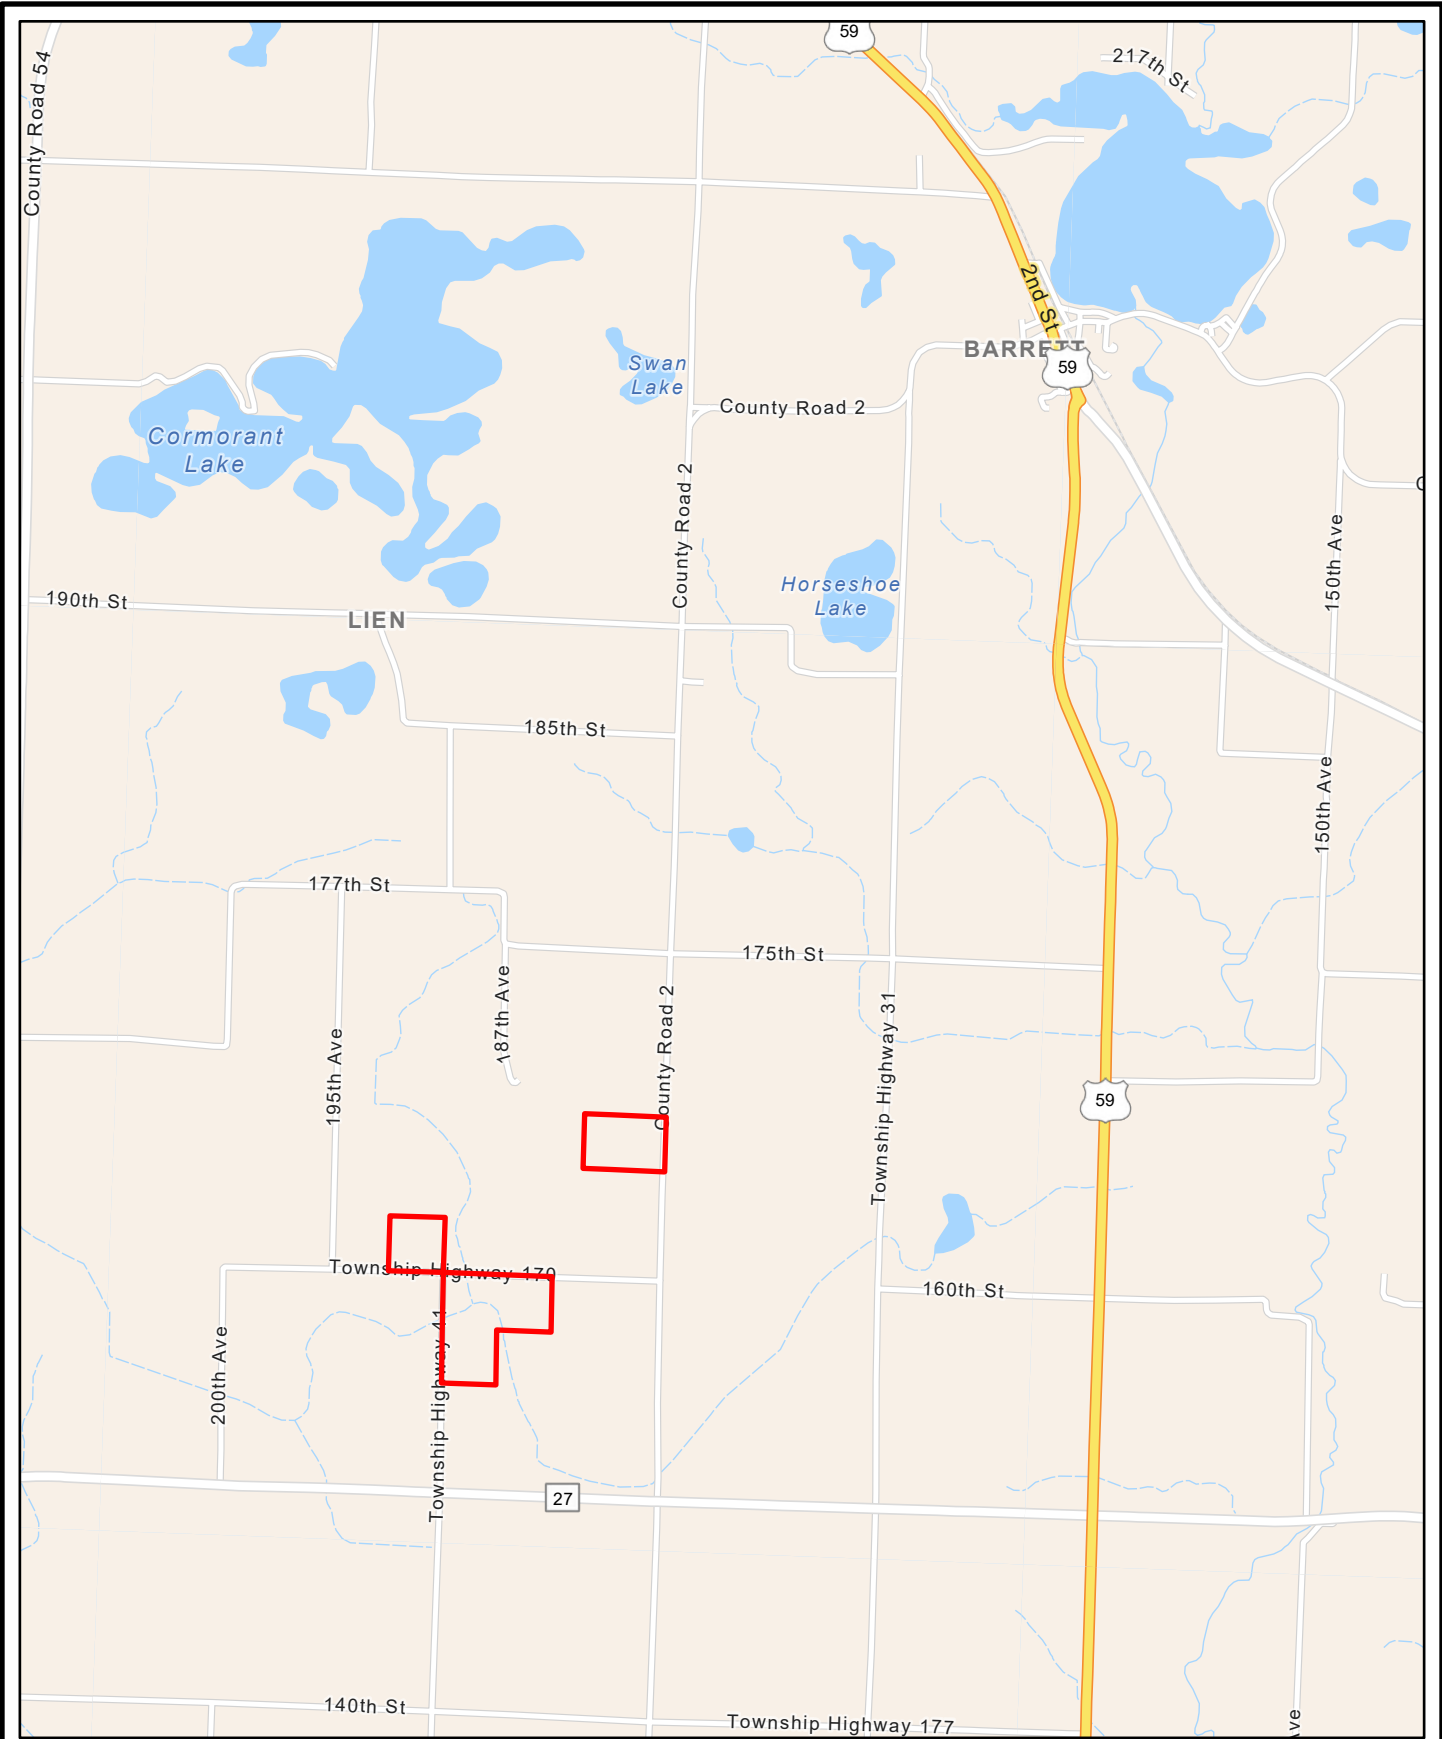 59
217th St
County Road 54
2nd St
BARRETT
59
Swan
Lake
County Road 2
Cormorant
Lake
County Road 2
150th Ave
Horseshoe
Lake
190th St
LIEN
185th St
150th Ave
177th St
175th St
187th Ave
County Road 2
Township Highway 31
195th Ave
59
Township Highway 170
160th St
200th Ave
Township Highway 41
27
140th St
Township Highway 177